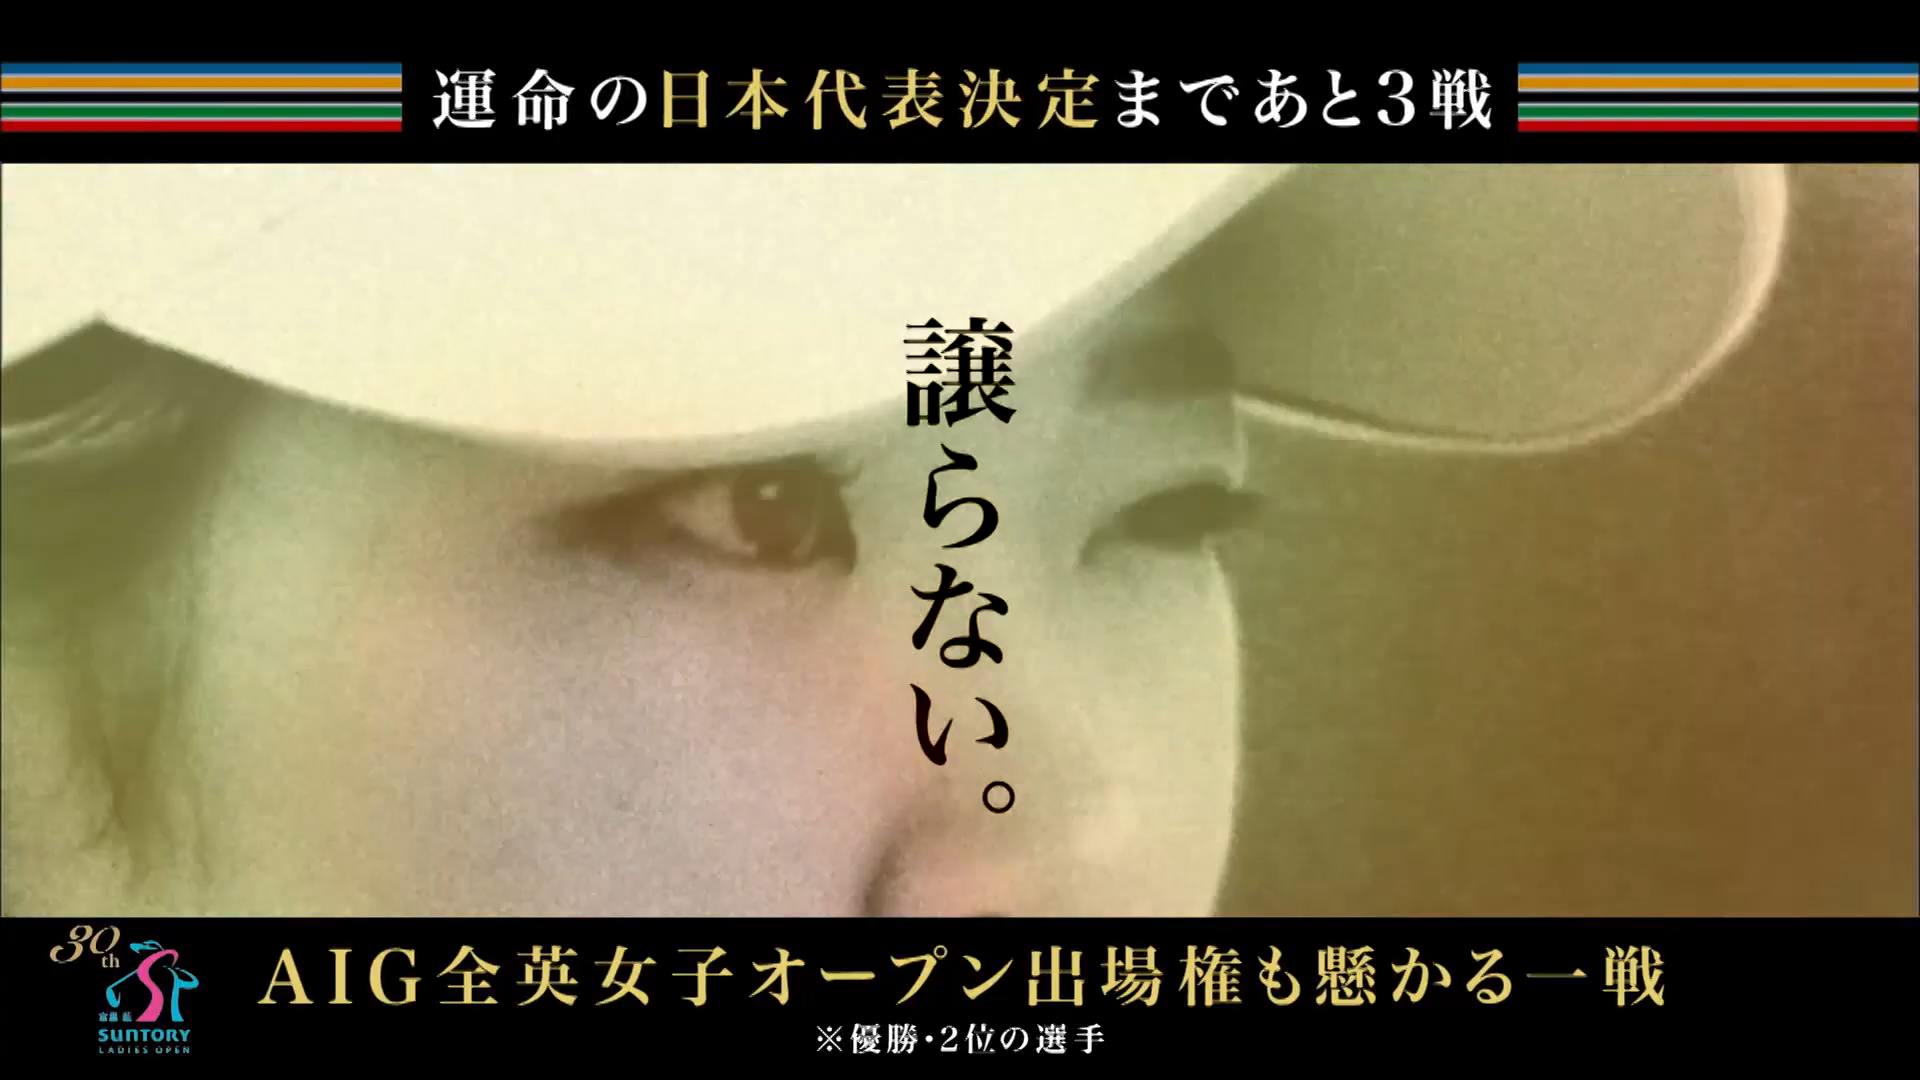 運命の日本代表決定まであと3戦
譲らない。
30th
SUNTORY
LADIES OPEN
AIG全英女子オープン出場権も懸かる一戦
※優勝・2位の選手